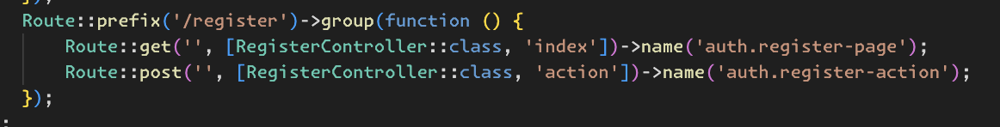 });
Route::prefix('/register')->group(function () {
    Route::get('', [RegisterController::class, 'index'])->name('auth.register-page');
    Route::post('', [RegisterController::class, 'action'])->name('auth.register-action');
});
;